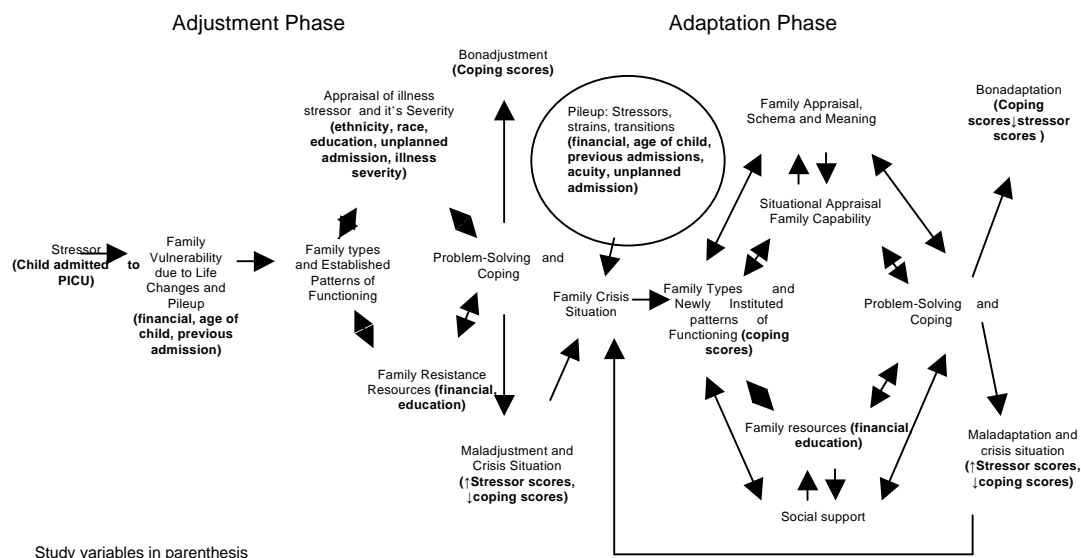 Adjustment Phase
Adaptation Phase
Bonadjustment
(Coping scores)
Appraisal of illness
stressor and it's Severity
(ethnicity, race,
education, unplanned
admission, illness
severity)
Pileup: Stressors,
strains, transitions
(financial, age of child,
previous admissions,
acuity, unplanned
admission)
Family Appraisal,
Schema and Meaning
Bonadaptation
(Coping
scores↓stressor
scores )
Situational Appraisal
Family Capability
Stressor
(Child admitted to
PICU)
Family
Vulnerability
due to Life
Changes and
Pileup
(financial, age of
child, previous
admission)
Family types
and Established
Patterns of
Functioning
Problem-Solving and
Coping
Family Crisis
Situation
Family Types and
Newly Instituted
patterns of
Functioning (coping
scores)
Problem-Solving and
Coping
Family Resistance
Resources (financial,
education)
Family resources (financial
education)
Maladjustment and
Crisis Situation
(↑Stressor scores,
↓coping scores)
Maladaptation and
crisis situation
(↑Stressor scores,
↓coping scores)
Social support
Study variables in parenthesis